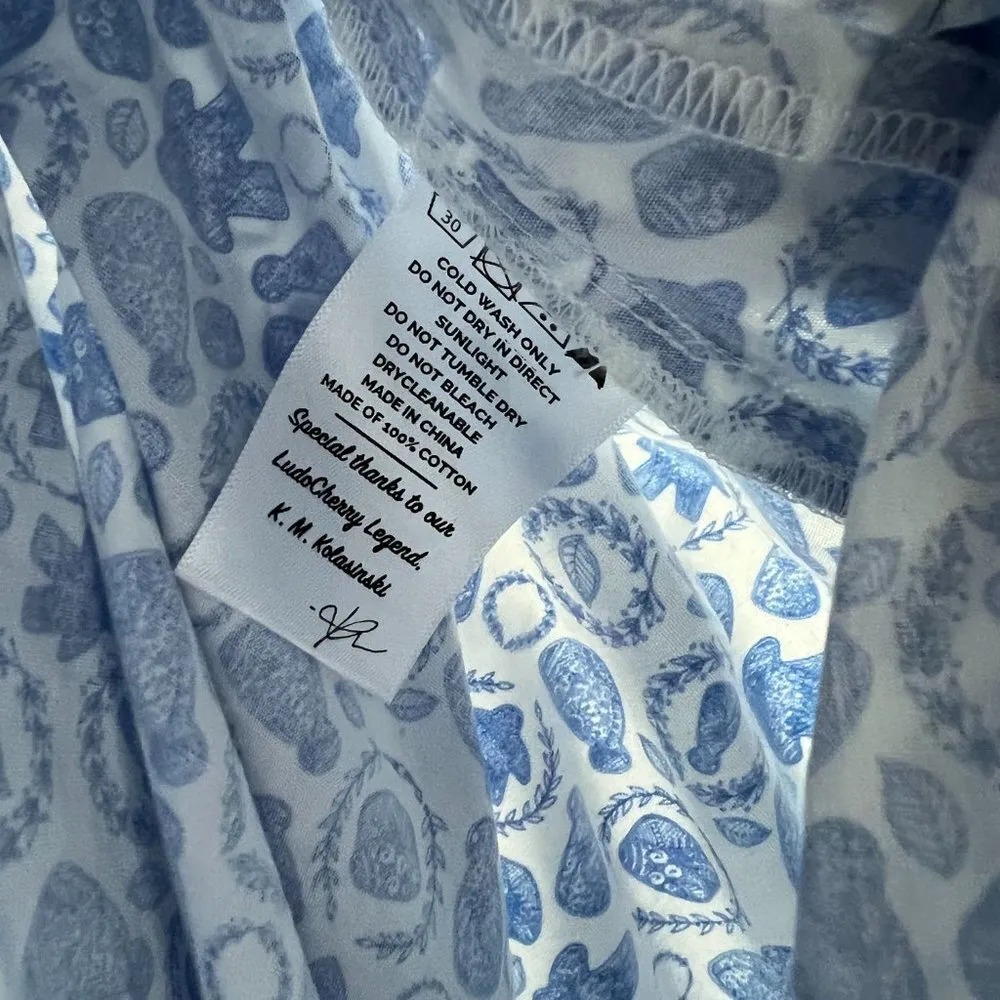 30
COLD WASH ONLY
DO NOT DRY IN DIRECT
SUNLIGHT
DO NOT TUMBLE DRY
DO NOT BLEACH
DRYCLEANABLE
MADE IN CHINA
MADE OF 100% COTTON
Special thanks to our
LudoCherry Legend,
K. M. Kolasinski